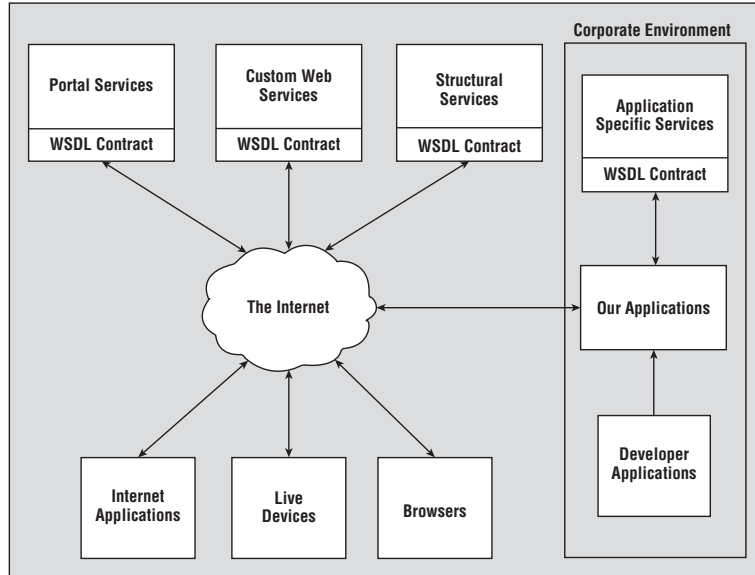 Corporate Environment
Portal Services
WSDL Contract
Custom Web
Services
WSDL Contract
Structural
Services
WSDL Contract
Application
Specific Services
WSDL Contract
The Internet
Our Applications
Internet
Applications
Live
Devices
Browsers
Developer
Applications